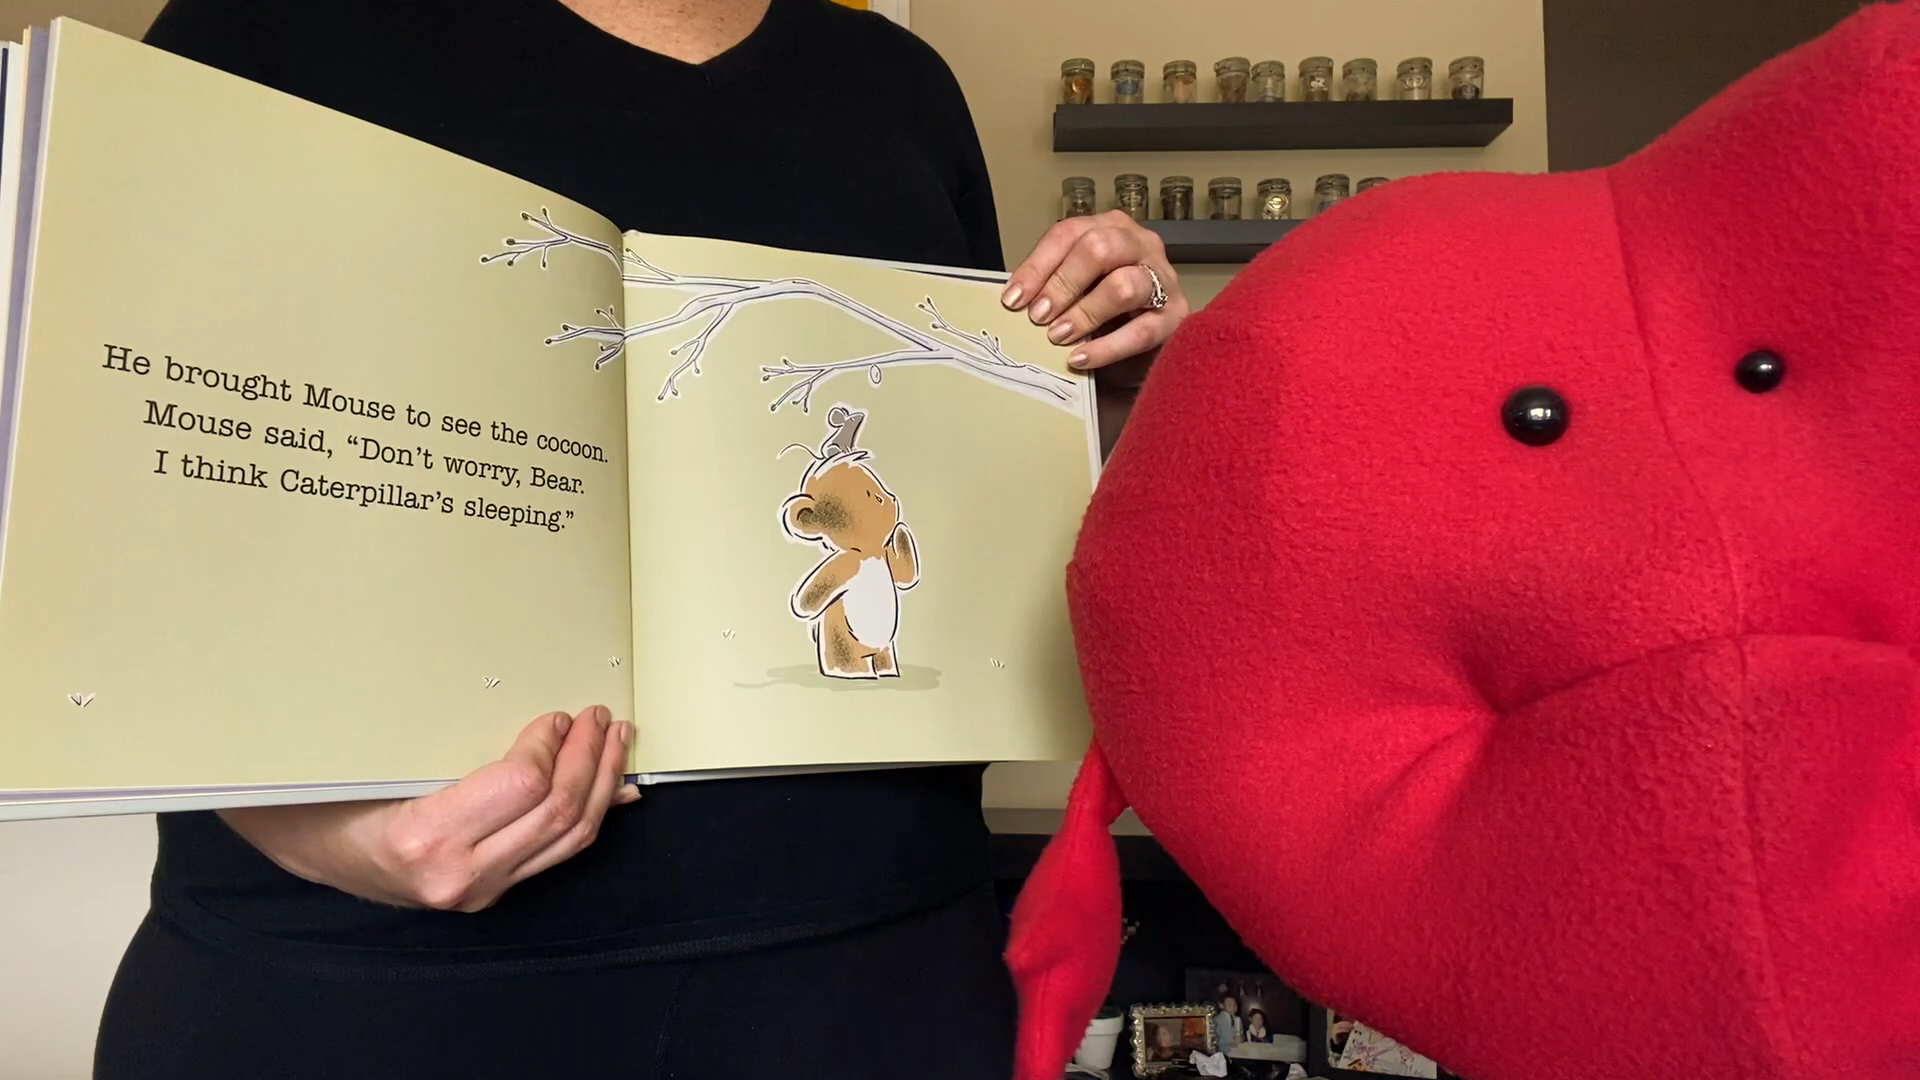 He brought Mouse to see the cocoon.
Mouse said, “Don’t worry, Bear.
I think Caterpillar’s sleeping.”